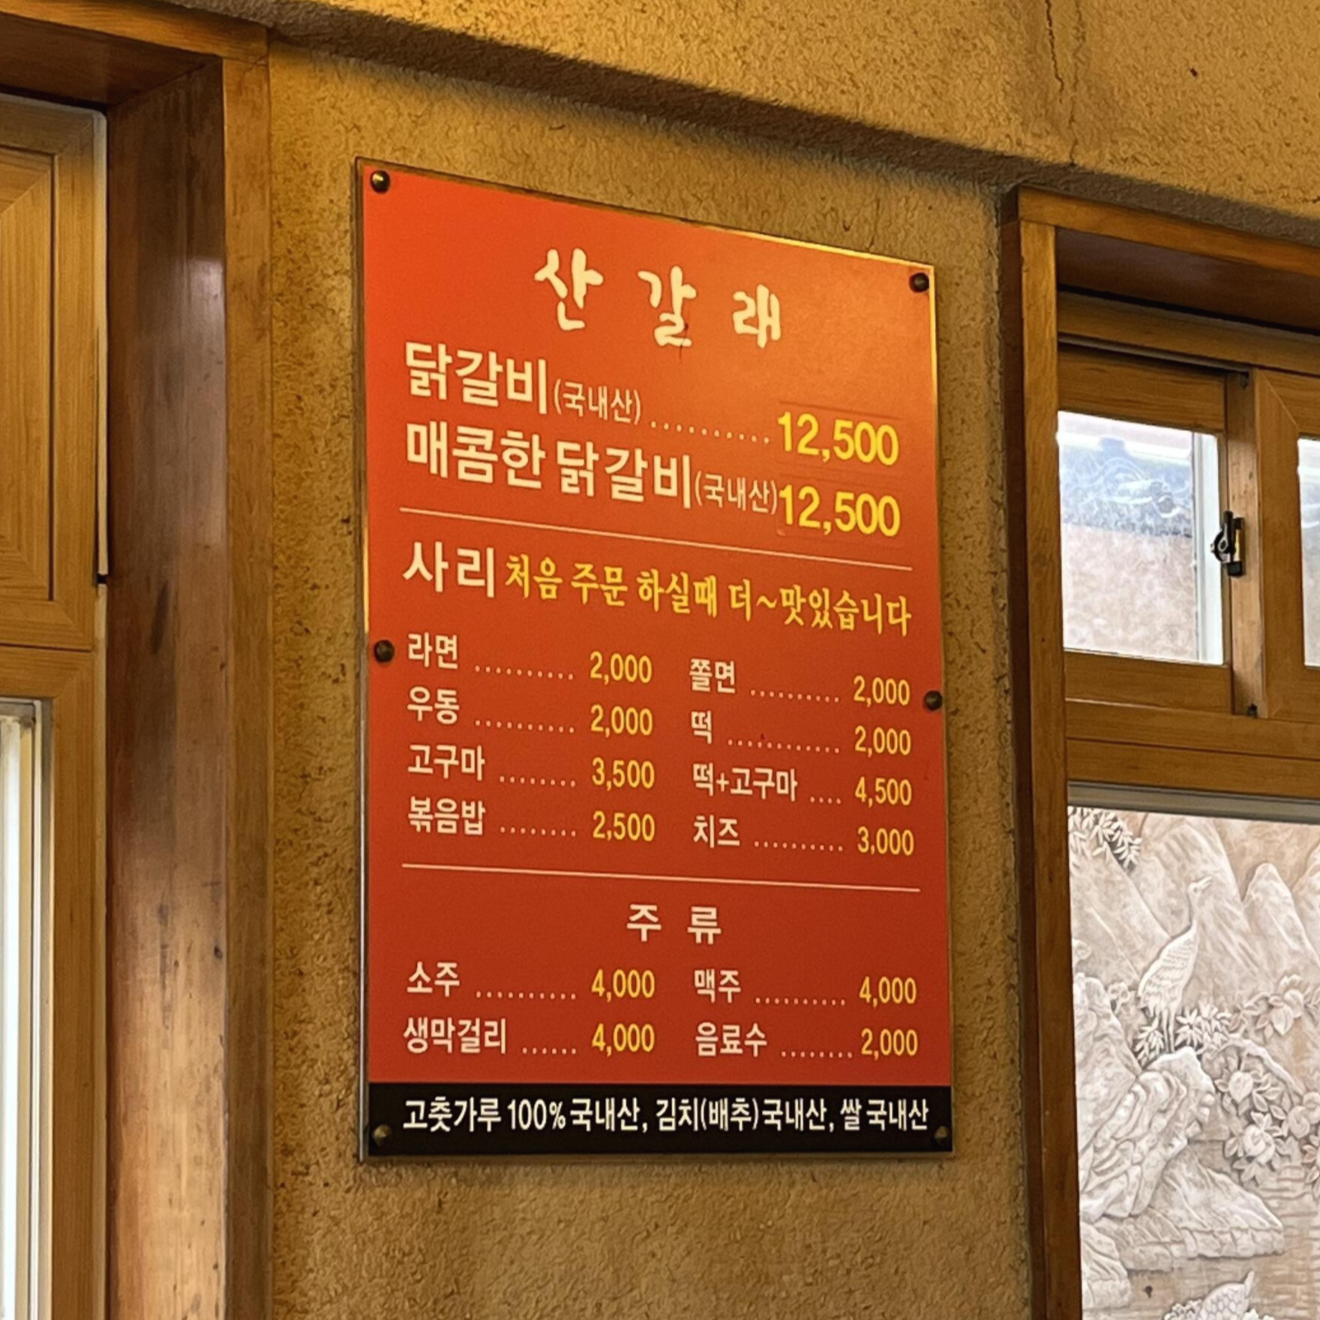 산갈래
닭갈비(국내산) .......... 12,500
매콤한 닭갈비(국내산) 12,500
사리 처음 주문 하실때 더~맛있습니다
라면 .......... 2,000 쫄면 .......... 2,000
우동 .......... 2,000 떡 ............ 2,000
고구마 ........ 3,500 떡+고구마 .... 4,500
볶음밥 ........ 2,500 치즈 .......... 3,000
주 류
소주 .......... 4,000 맥주 .......... 4,000
생막걸리 ...... 4,000 음료수 ........ 2,000
고춧가루 100% 국내산, 김치(배추)국내산, 쌀 국내산